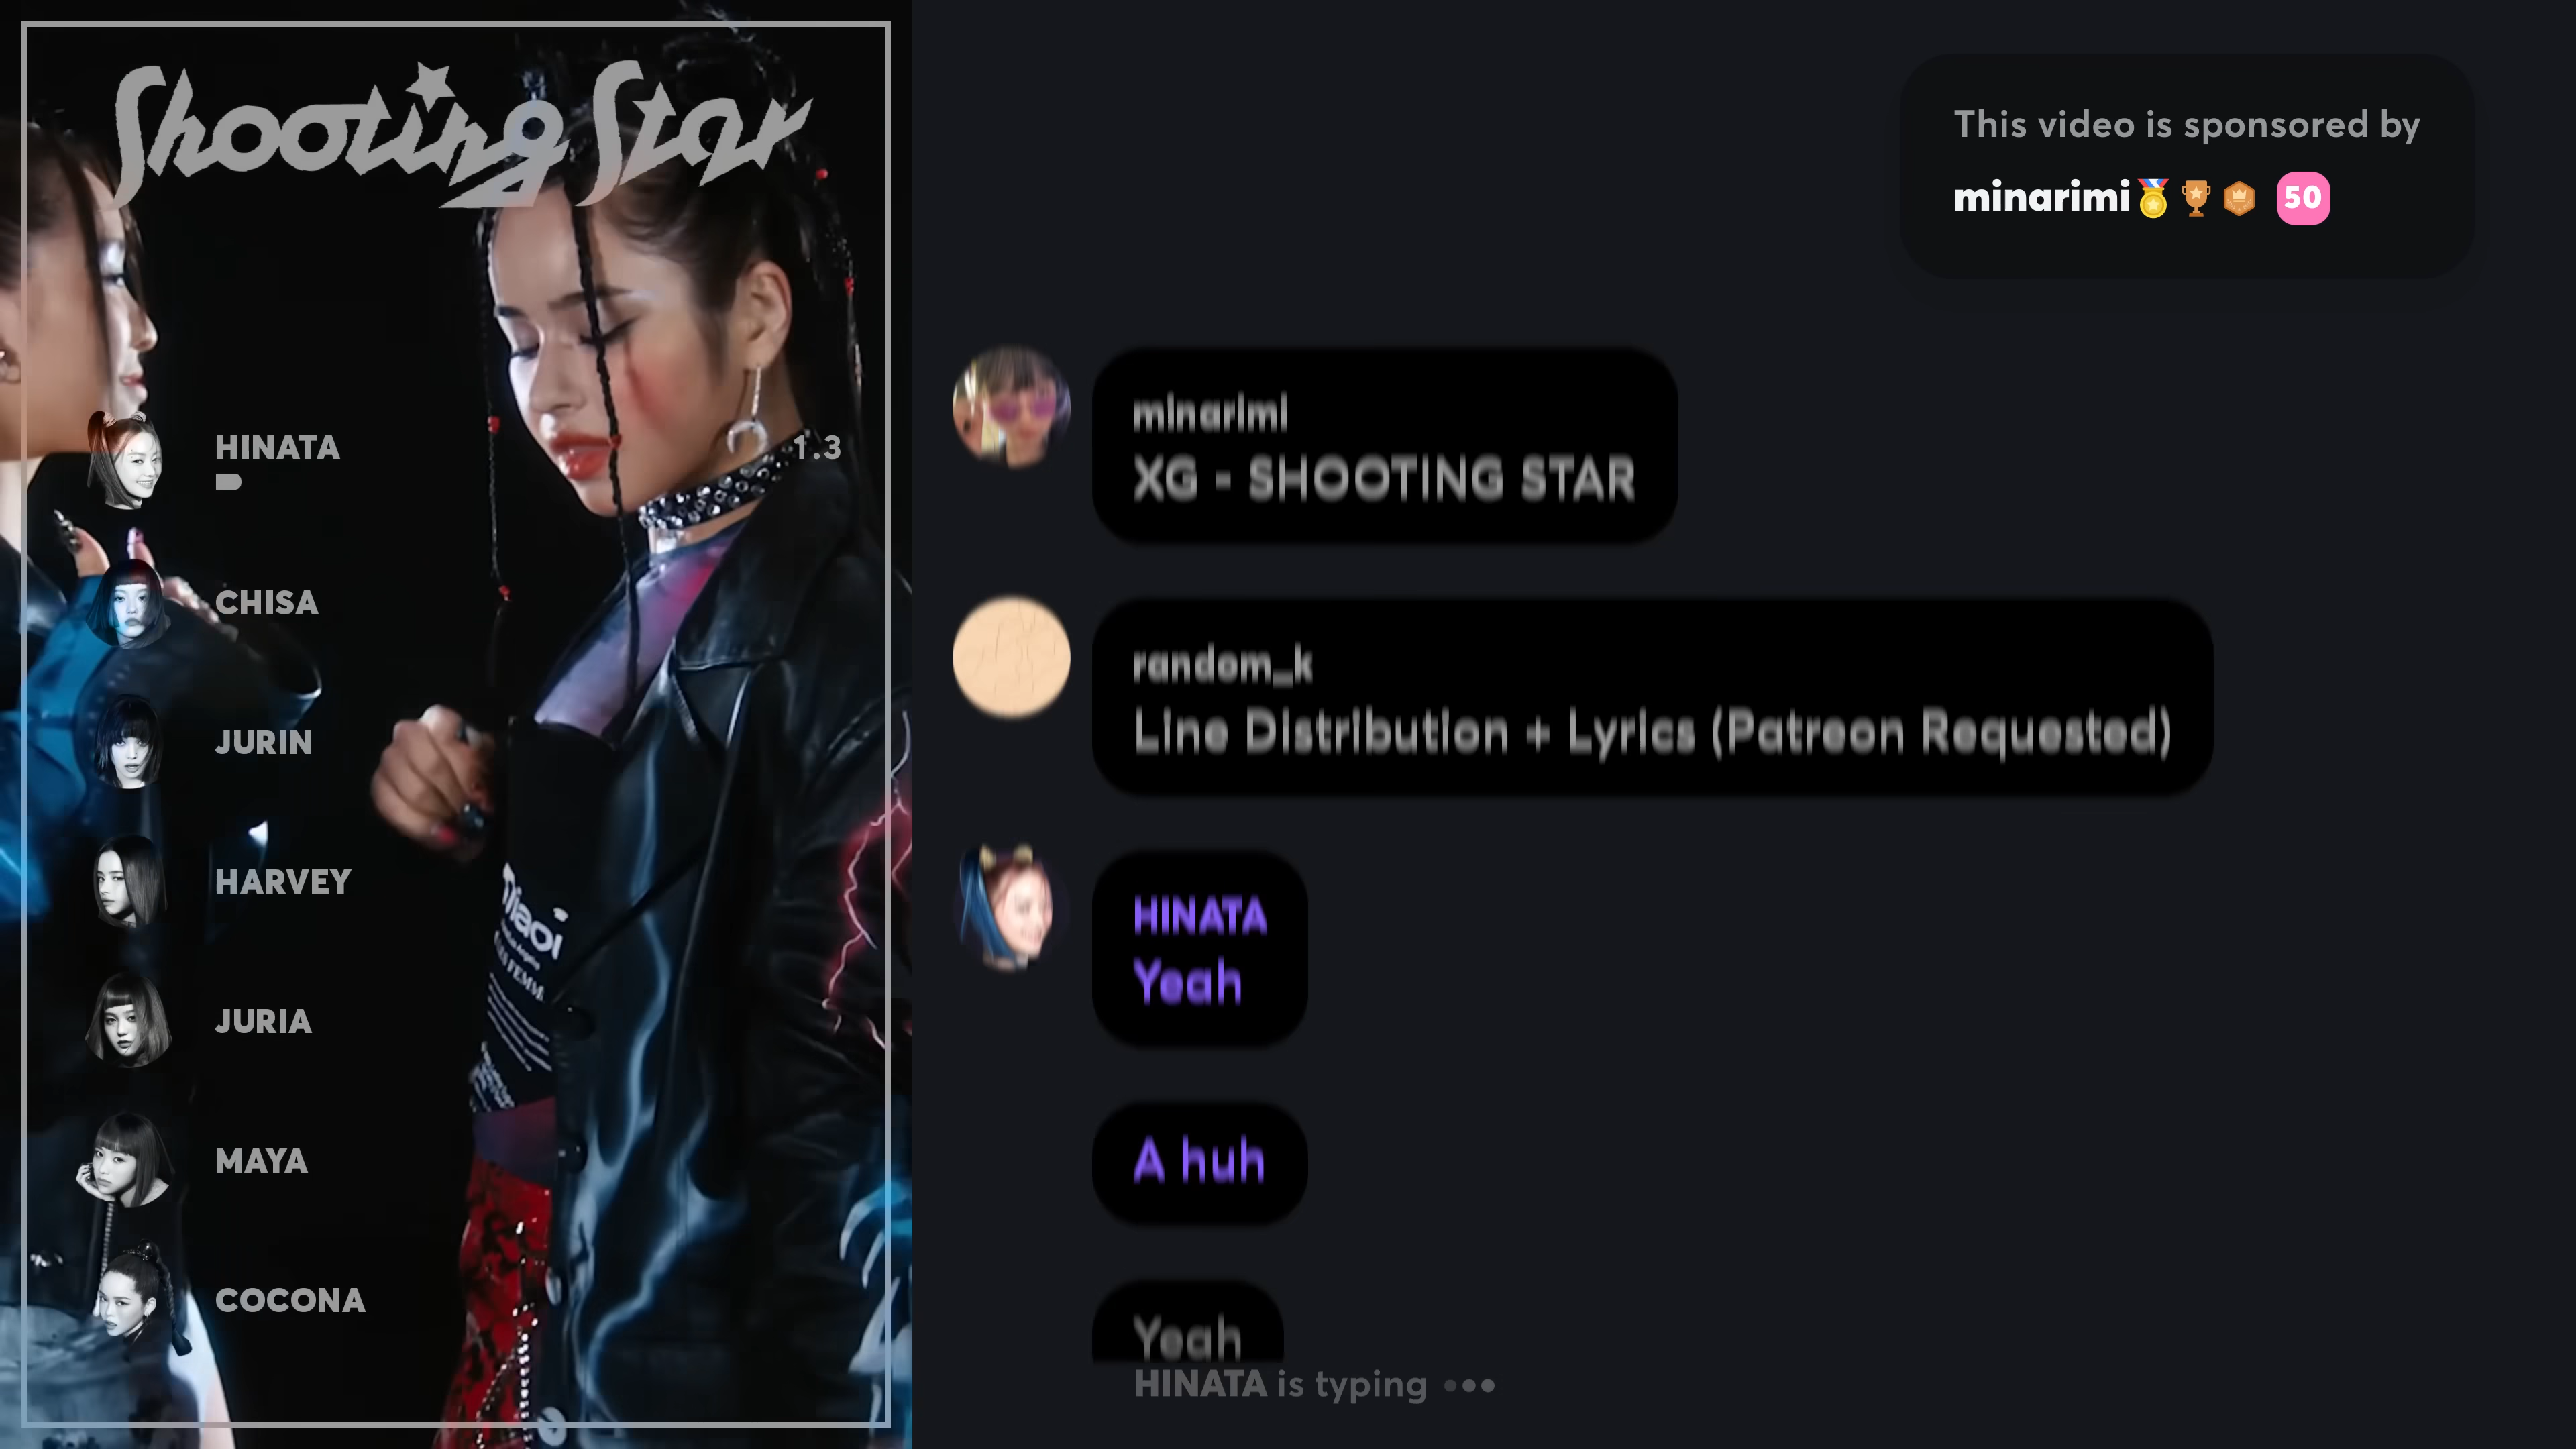 Shooting Star
HINATA 1.3
CHISA
JURIN
HARVEY
JURIA
MAYA
COCONA
This video is sponsored by
minarimi🥇🏆 50
minarimi
XG - SHOOTING STAR
random_k
Line Distribution + Lyrics (Patreon Requested)
HINATA
Yeah
A huh
Yeah
HINATA is typing •••